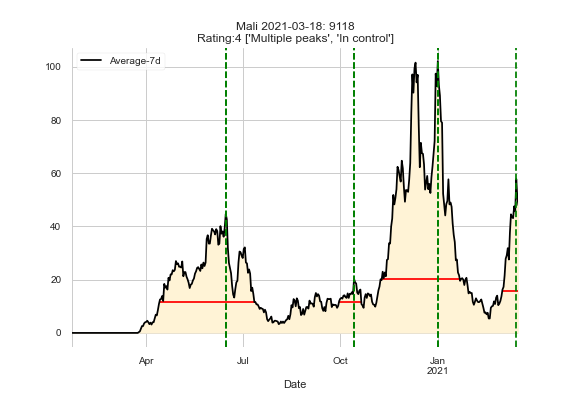 Mali 2021-03-18: 9118
Rating:4 ['Multiple peaks', 'In control']
Average-7d
100
80
60
40
20
0
Apr
Jul
Oct
Jan
2021
Date